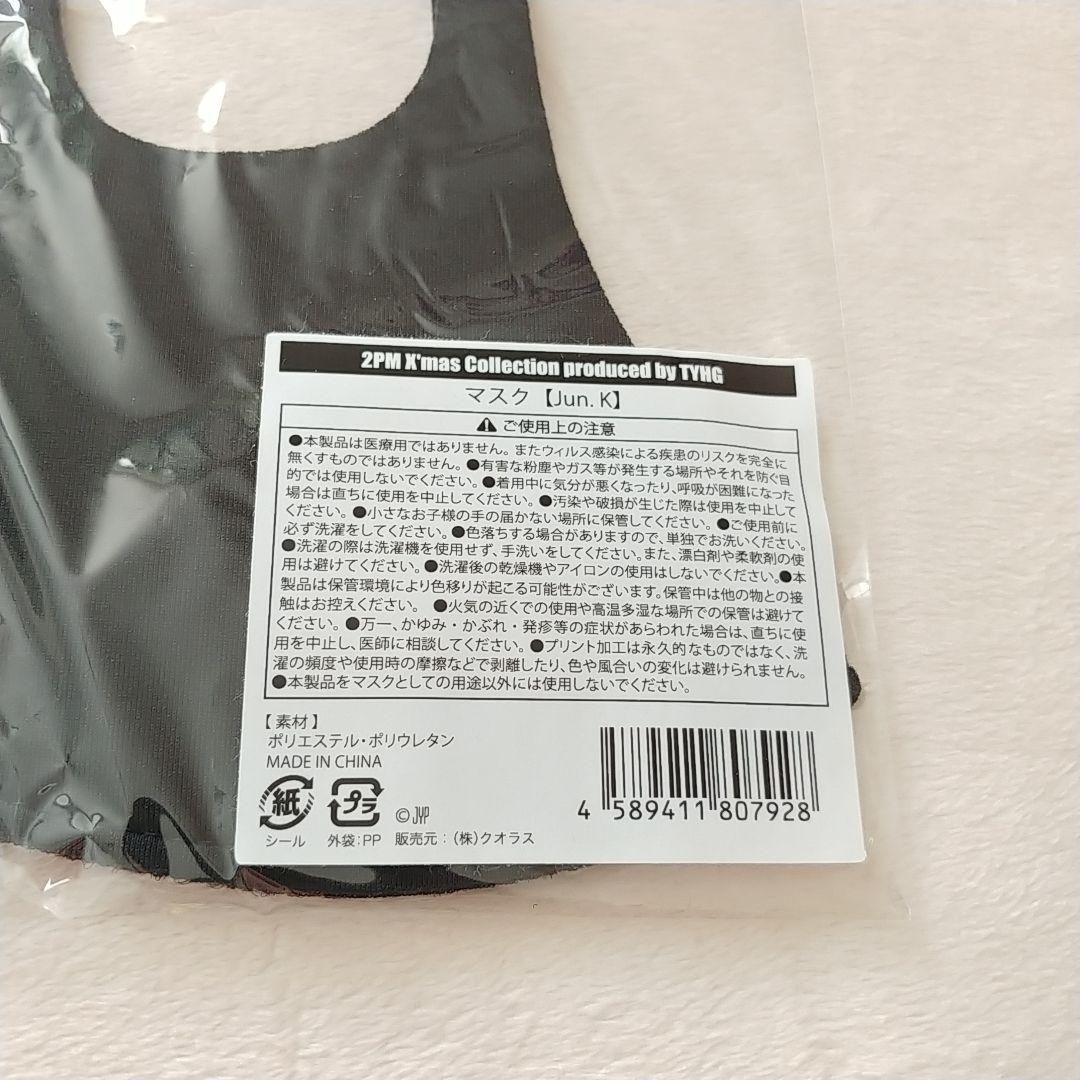 2PM X'mas Collection produced by TYHG
マスク【Jun. K】
⚠ ご使用上の注意
●本製品は医療用ではありません。またウィルス感染による疾患のリスクを完全に
無くすものではありません。●有害な粉塵やガス等が発生する場所やそれを防ぐ目
的では使用しないでください。●着用中に気分が悪くなったり、呼吸が困難になった
場合は直ちに使用を中止してください。●汚染や破損が生じた際は使用を中止して
ください。●小さなお子様の手の届かない場所に保管してください。●ご使用前に
必ず洗濯をしてください。●色落ちする場合がありますので、単独でお洗いください。
●洗濯の際は洗濯機を使用せず、手洗いをしてください。また、漂白剤や柔軟剤の使
用は避けてください。●洗濯後の乾燥機やアイロンの使用はしないでください。●本
製品は保管環境により色移りが起こる可能性がございます。保管中は他の物との接
触はお控えください。 ●火気の近くでの使用や高温多湿な場所での保管は避けて
ください。●万一、かゆみ・かぶれ・発疹等の症状があらわれた場合は、直ちに使
用を中止し、医師に相談してください。●プリント加工は永久的なものではなく、洗
濯の頻度や使用時の摩擦などで剥離したり、色や風合いの変化は避けられません。
●本製品をマスクとしての用途以外には使用しないでください。
【素材】
ポリエステル・ポリウレタン
MADE IN CHINA
紙 プラ ©JYP
シール 外袋:PP 販売元:(株)クオラス
4 589411 807928